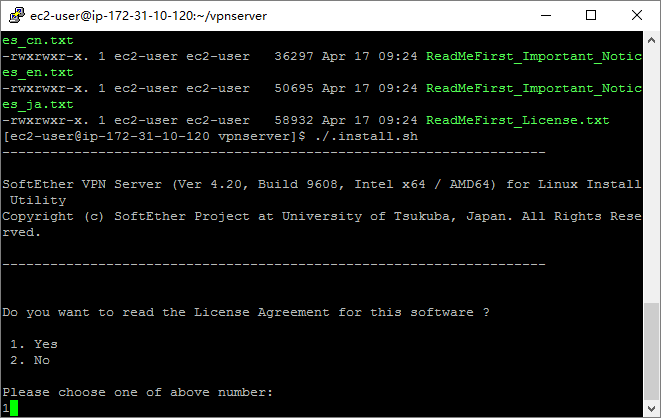 ec2-user@ip-172-31-10-120:~/vpnserver
es_cn.txt
-rwxrwxr-x. 1 ec2-user ec2-user   36297 Apr 17 09:24 ReadMeFirst_Important_Notic
es_en.txt
-rwxrwxr-x. 1 ec2-user ec2-user   50695 Apr 17 09:24 ReadMeFirst_Important_Notic
es_ja.txt
-rwxrwxr-x. 1 ec2-user ec2-user   58932 Apr 17 09:24 ReadMeFirst_License.txt
[ec2-user@ip-172-31-10-120 vpnserver]$ ./.install.sh
--------------------------------------------------------------------
SoftEther VPN Server (Ver 4.20, Build 9608, Intel x64 / AMD64) for Linux Install
 Utility
Copyright (c) SoftEther Project at University of Tsukuba, Japan. All Rights Rese
rved.
--------------------------------------------------------------------
Do you want to read the License Agreement for this software ?
 1. Yes
 2. No
Please choose one of above number:
1